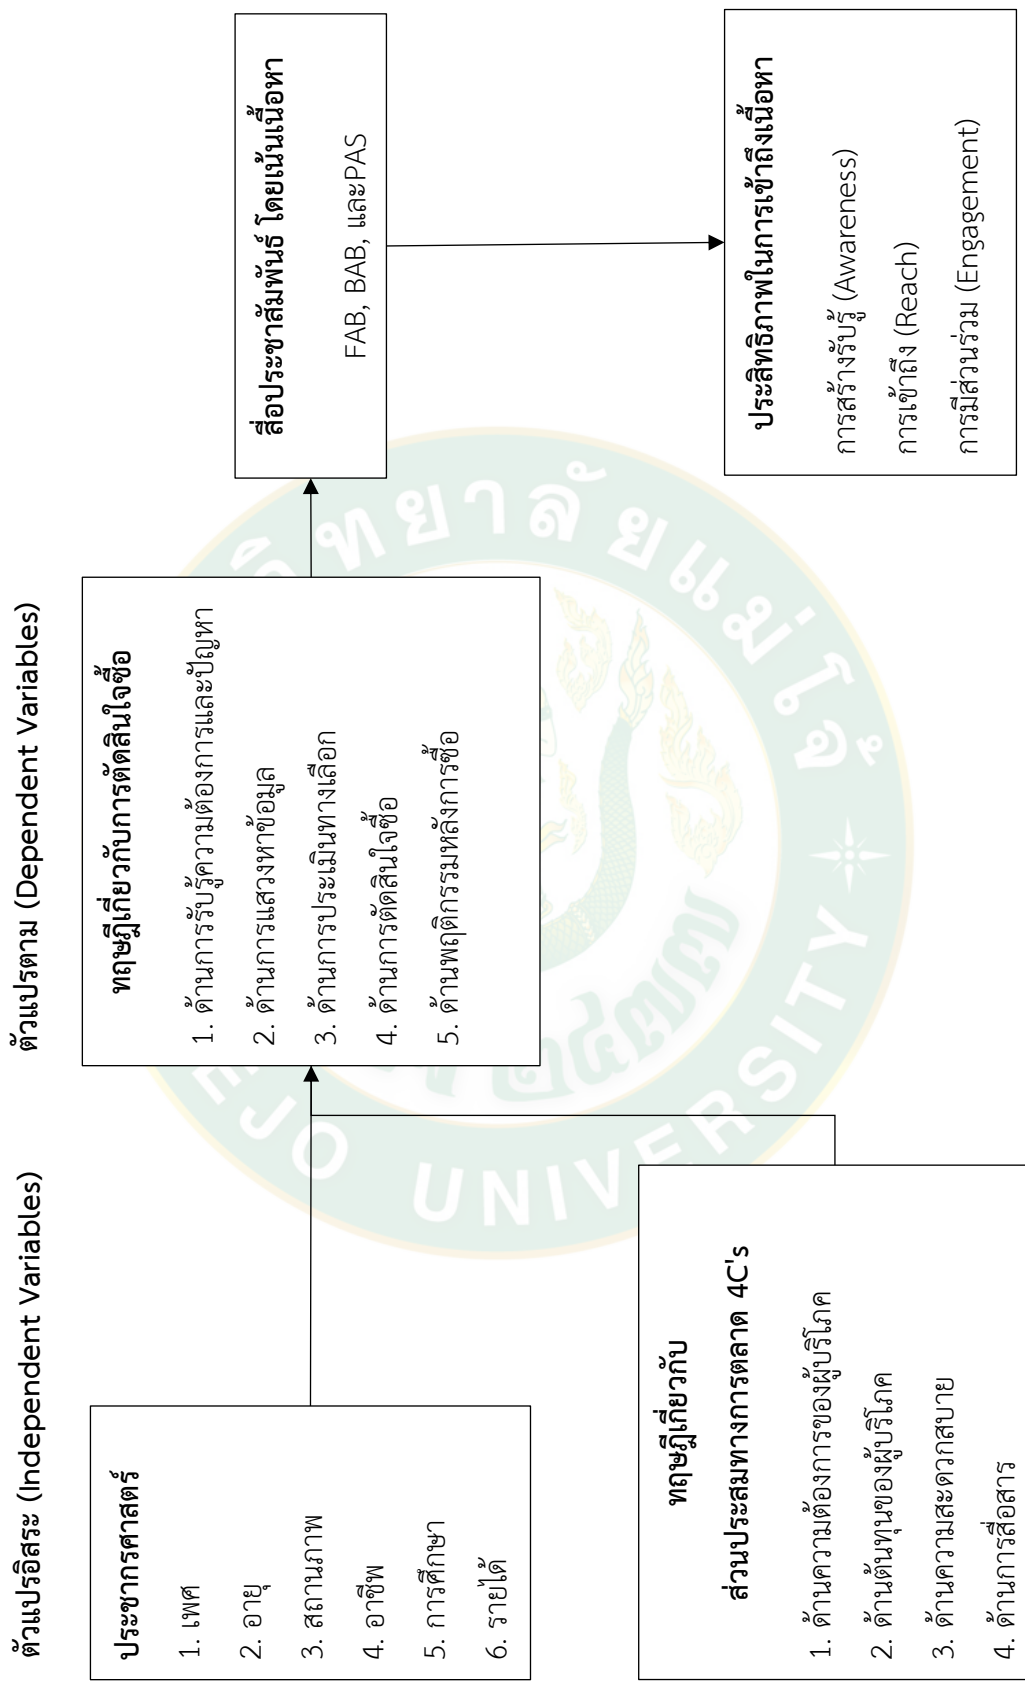 ตัวแปรอิสระ (Independent Variables)
ตัวแปรตาม (Dependent Variables)
ประชากรศาสตร์
1. เพศ
2. อายุ
3. สถานภาพ
4. อาชีพ
5. การศึกษา
6. รายได้
ทฤษฎีเกี่ยวกับ
ส่วนประสมทางการตลาด 4C's
1. ด้านความต้องการของผู้บริโภค
2. ด้านต้นทุนของผู้บริโภค
3. ด้านความสะดวกสบาย
4. ด้านการสื่อสาร
ทฤษฎีเกี่ยวกับการตัดสินใจซื้อ
1. ด้านการรับรู้ความต้องการและปัญหา
2. ด้านการแสวงหาข้อมูล
3. ด้านการประเมินทางเลือก
4. ด้านการตัดสินใจซื้อ
5. ด้านพฤติกรรมหลังการซื้อ
สื่อประชาสัมพันธ์ โดยเน้นเนื้อหา
FAB, BAB, และPAS
ประสิทธิภาพในการเข้าถึงเนื้อหา
การสร้างรับรู้ (Awareness)
การเข้าถึง (Reach)
การมีส่วนร่วม (Engagement)
วิทยาลัยแม่โจ้
EJO UNIVERSITY
๒๔๗๗